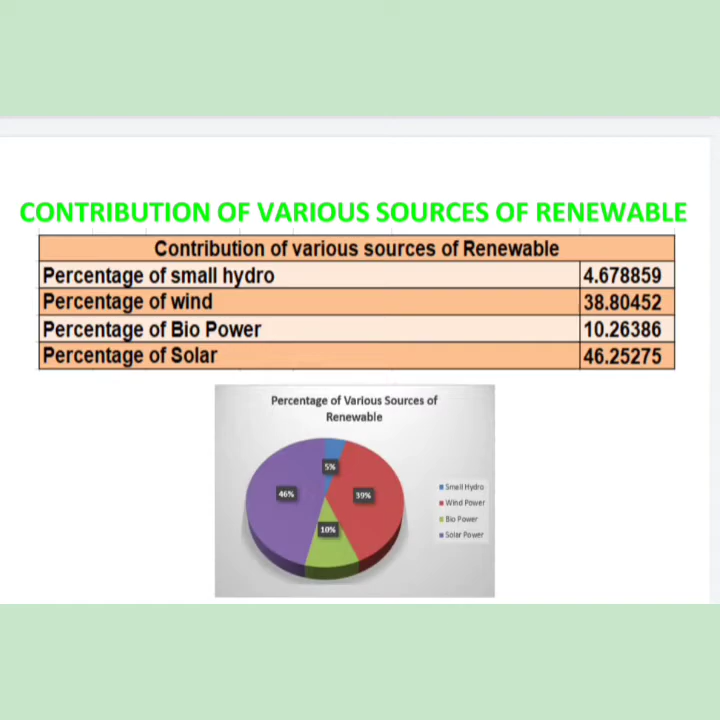 CONTRIBUTION OF VARIOUS SOURCES OF RENEWABLE
Contribution of various sources of Renewable
Percentage of small hydro 4.678859
Percentage of wind 38.80452
Percentage of Bio Power 10.26386
Percentage of Solar 46.25275
Percentage of Various Sources of
Renewable
5%
46%
39%
10%
Small Hydro
Wind Power
Bio Power
Solar Power